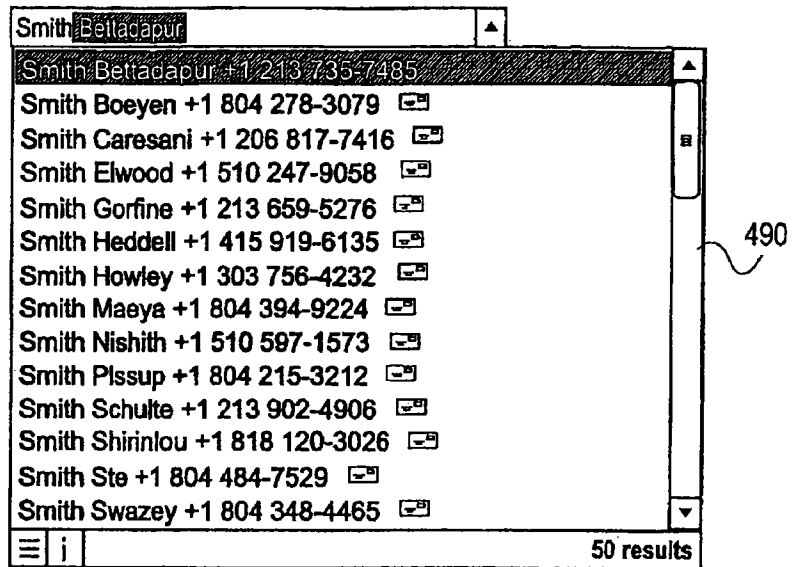 Smith Bettadapur
Smith Bettadapur +1 213 735-7485
Smith Boeyen +1 804 278-3079
Smith Caresani +1 206 817-7416
Smith Elwood +1 510 247-9058
Smith Gorfine +1 213 659-5276
Smith Heddell +1 415 919-6135
Smith Howley +1 303 756-4232
Smith Maeya +1 804 394-9224
Smith Nishith +1 510 597-1573
Smith Plssup +1 804 215-3212
Smith Schulte +1 213 902-4906
Smith Shirinlou +1 818 120-3026
Smith Ste +1 804 484-7529
Smith Swazey +1 804 348-4465
i 50 results
490